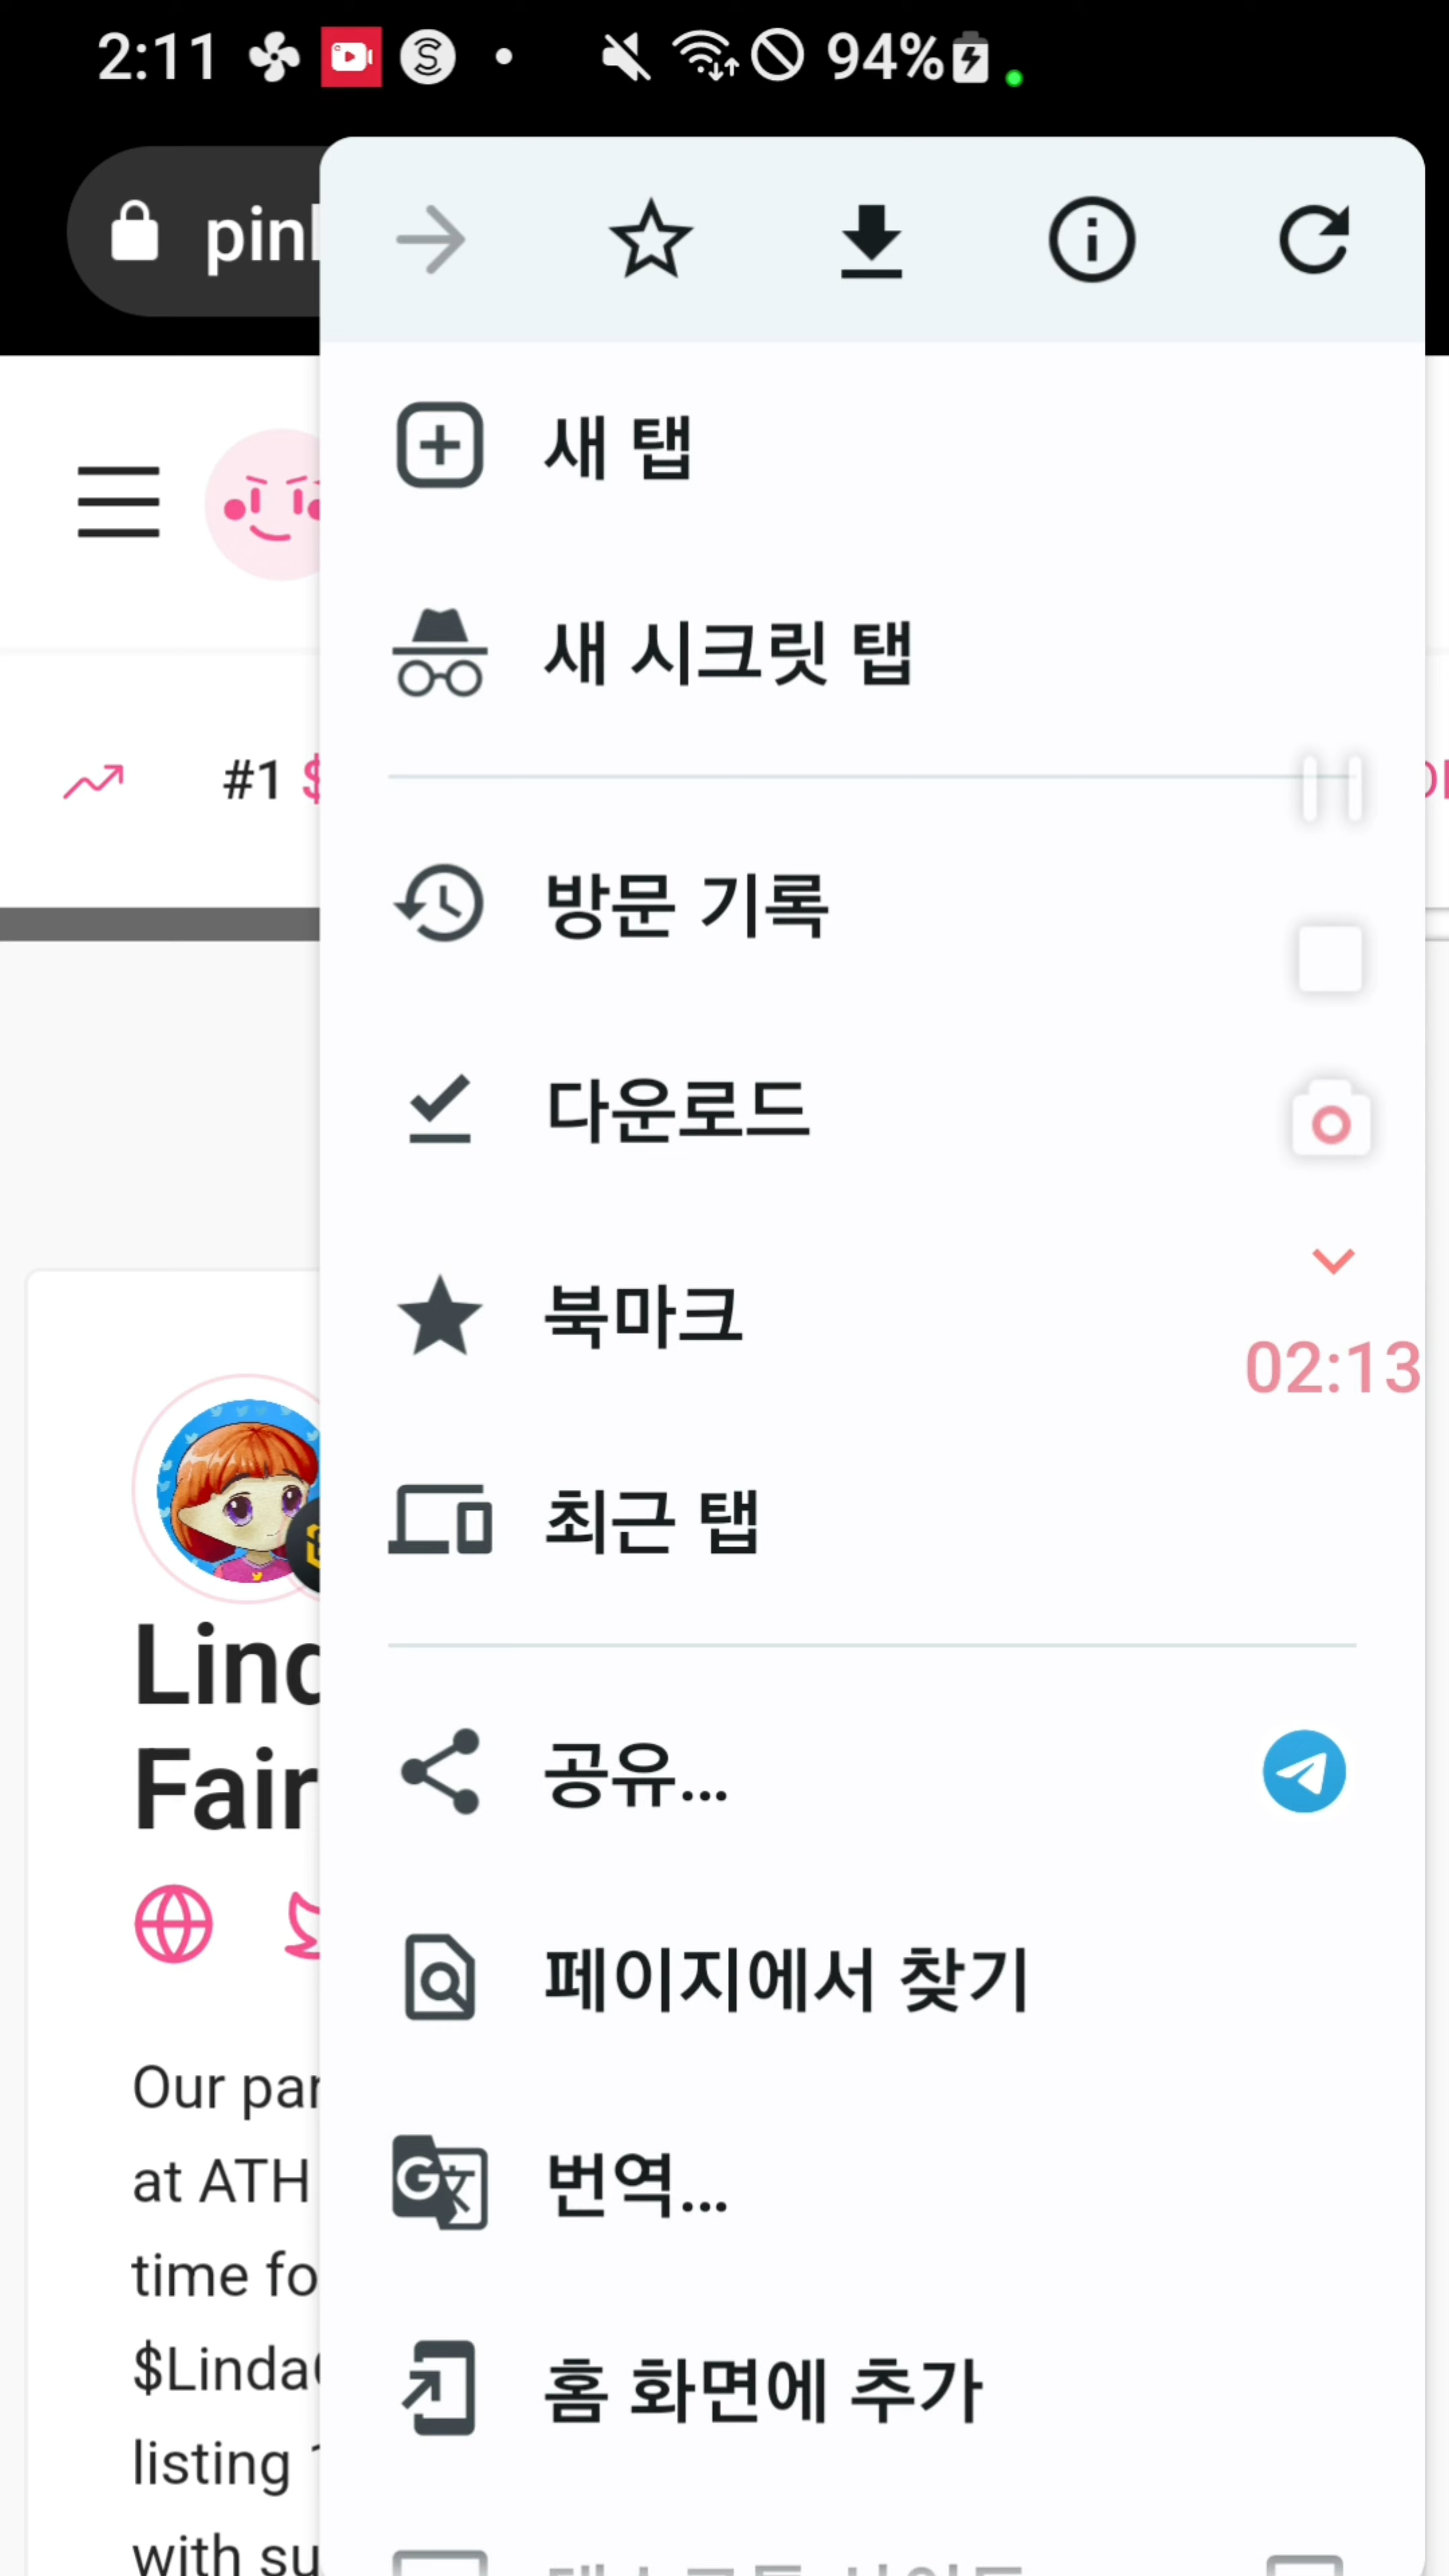 2:11
94%
pin
새 탭
새 시크릿 탭
#1 $
방문 기록
다운로드
북마크
02:13
최근 탭
공유...
페이지에서 찾기
번역...
홈 화면에 추가
Fair
Our
at ATH
time fo
$Linda
listing
with su